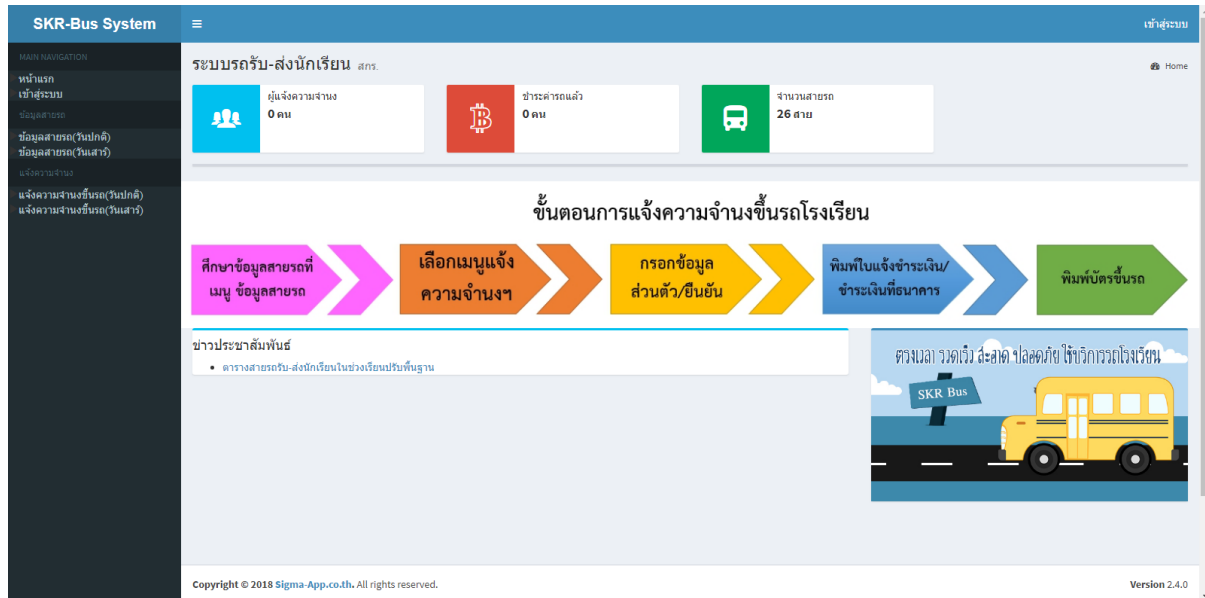 SKR-Bus System
เข้าสู่ระบบ
MAIN NAVIGATION
หน้าแรก
เข้าสู่ระบบ
ข้อมูลสายรถ
ข้อมูลสายรถ(วันปกติ)
ข้อมูลสายรถ(วันเสาร์)
แจ้งความจำนง
แจ้งความจำนงขึ้นรถ(วันปกติ)
แจ้งความจำนงขึ้นรถ(วันเสาร์)
ระบบรถรับ-ส่งนักเรียน สกร.
Home
ผู้แจ้งความจำนง
0 คน
ชำระค่ารถแล้ว
0 คน
จำนวนสายรถ
26 สาย
ขั้นตอนการแจ้งความจำนงขึ้นรถโรงเรียน
ศึกษาข้อมูลสายรถที่
เมนู ข้อมูลสายรถ
เลือกเมนูแจ้ง
ความจำนงฯ
กรอกข้อมูล
ส่วนตัว/ยืนยัน
พิมพ์ใบแจ้งชำระเงิน/
ชำระเงินที่ธนาคาร
พิมพ์บัตรขึ้นรถ
ข่าวประชาสัมพันธ์
ตารางสายรถรับ-ส่งนักเรียนในช่วงเรียนปรับพื้นฐาน
ตรงเวลา รวดเร็ว สะอาด ปลอดภัย ใช้บริการรถโรงเรียน
SKR Bus
Copyright © 2018 Sigma-App.co.th. All rights reserved.
Version 2.4.0